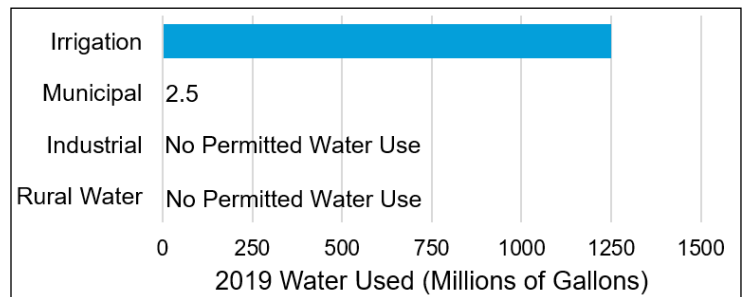 Irrigation
Municipal 2.5
Industrial No Permitted Water Use
Rural Water No Permitted Water Use
0 250 500 750 1000 1250 1500
2019 Water Used (Millions of Gallons)